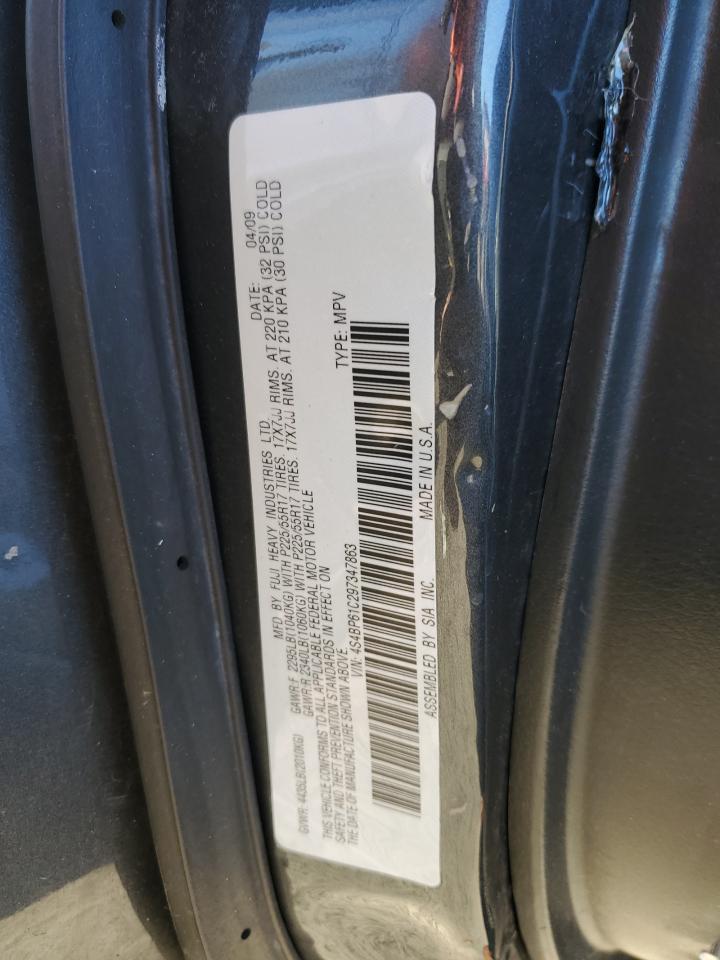 MFD BY FUJI HEAVY INDUSTRIES LTD. DATE: 04/09
GVWR: 4435LB(2010KG) GAWR:F 2295LB(1040KG) WITH P225/55R17 TIRES. 17X7JJ RIMS. AT 220 KPA (32 PSI) COLD
GAWR:R 2340LB(1060KG) WITH P225/55R17 TIRES. 17X7JJ RIMS. AT 210 KPA (30 PSI) COLD
THIS VEHICLE CONFORMS TO ALL APPLICABLE FEDERAL MOTOR VEHICLE
SAFETY AND THEFT PREVENTION STANDARDS IN EFFECT ON
THE DATE OF MANUFACTURE SHOWN ABOVE.
VIN: 4S4BP61C297347863 TYPE: MPV
ASSEMBLED BY SIA INC. MADE IN U.S.A.